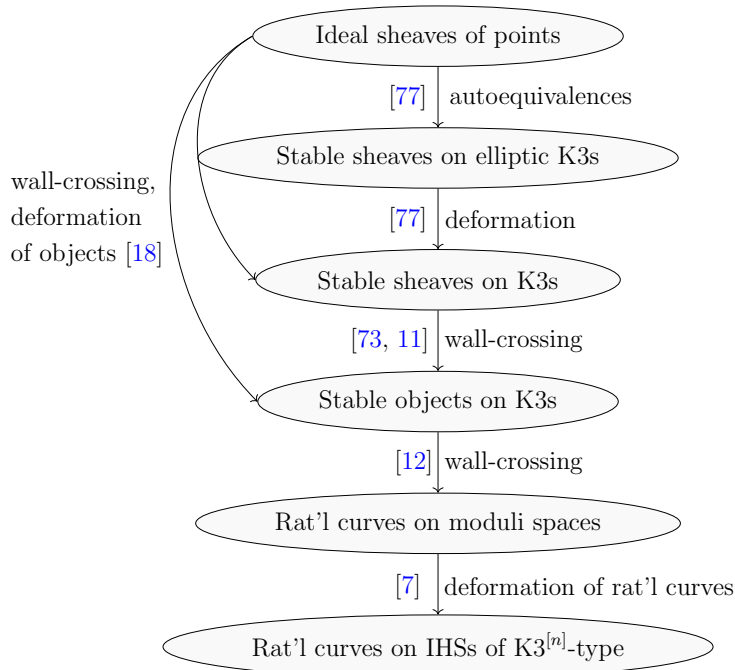 Ideal sheaves of points
[77] autoequivalences
Stable sheaves on elliptic K3s
wall-crossing,
deformation
of objects [18]
[77] deformation
Stable sheaves on K3s
[73, 11] wall-crossing
Stable objects on K3s
[12] wall-crossing
Rat'l curves on moduli spaces
[7] deformation of rat'l curves
Rat'l curves on IHSs of K3^{[n]}-type